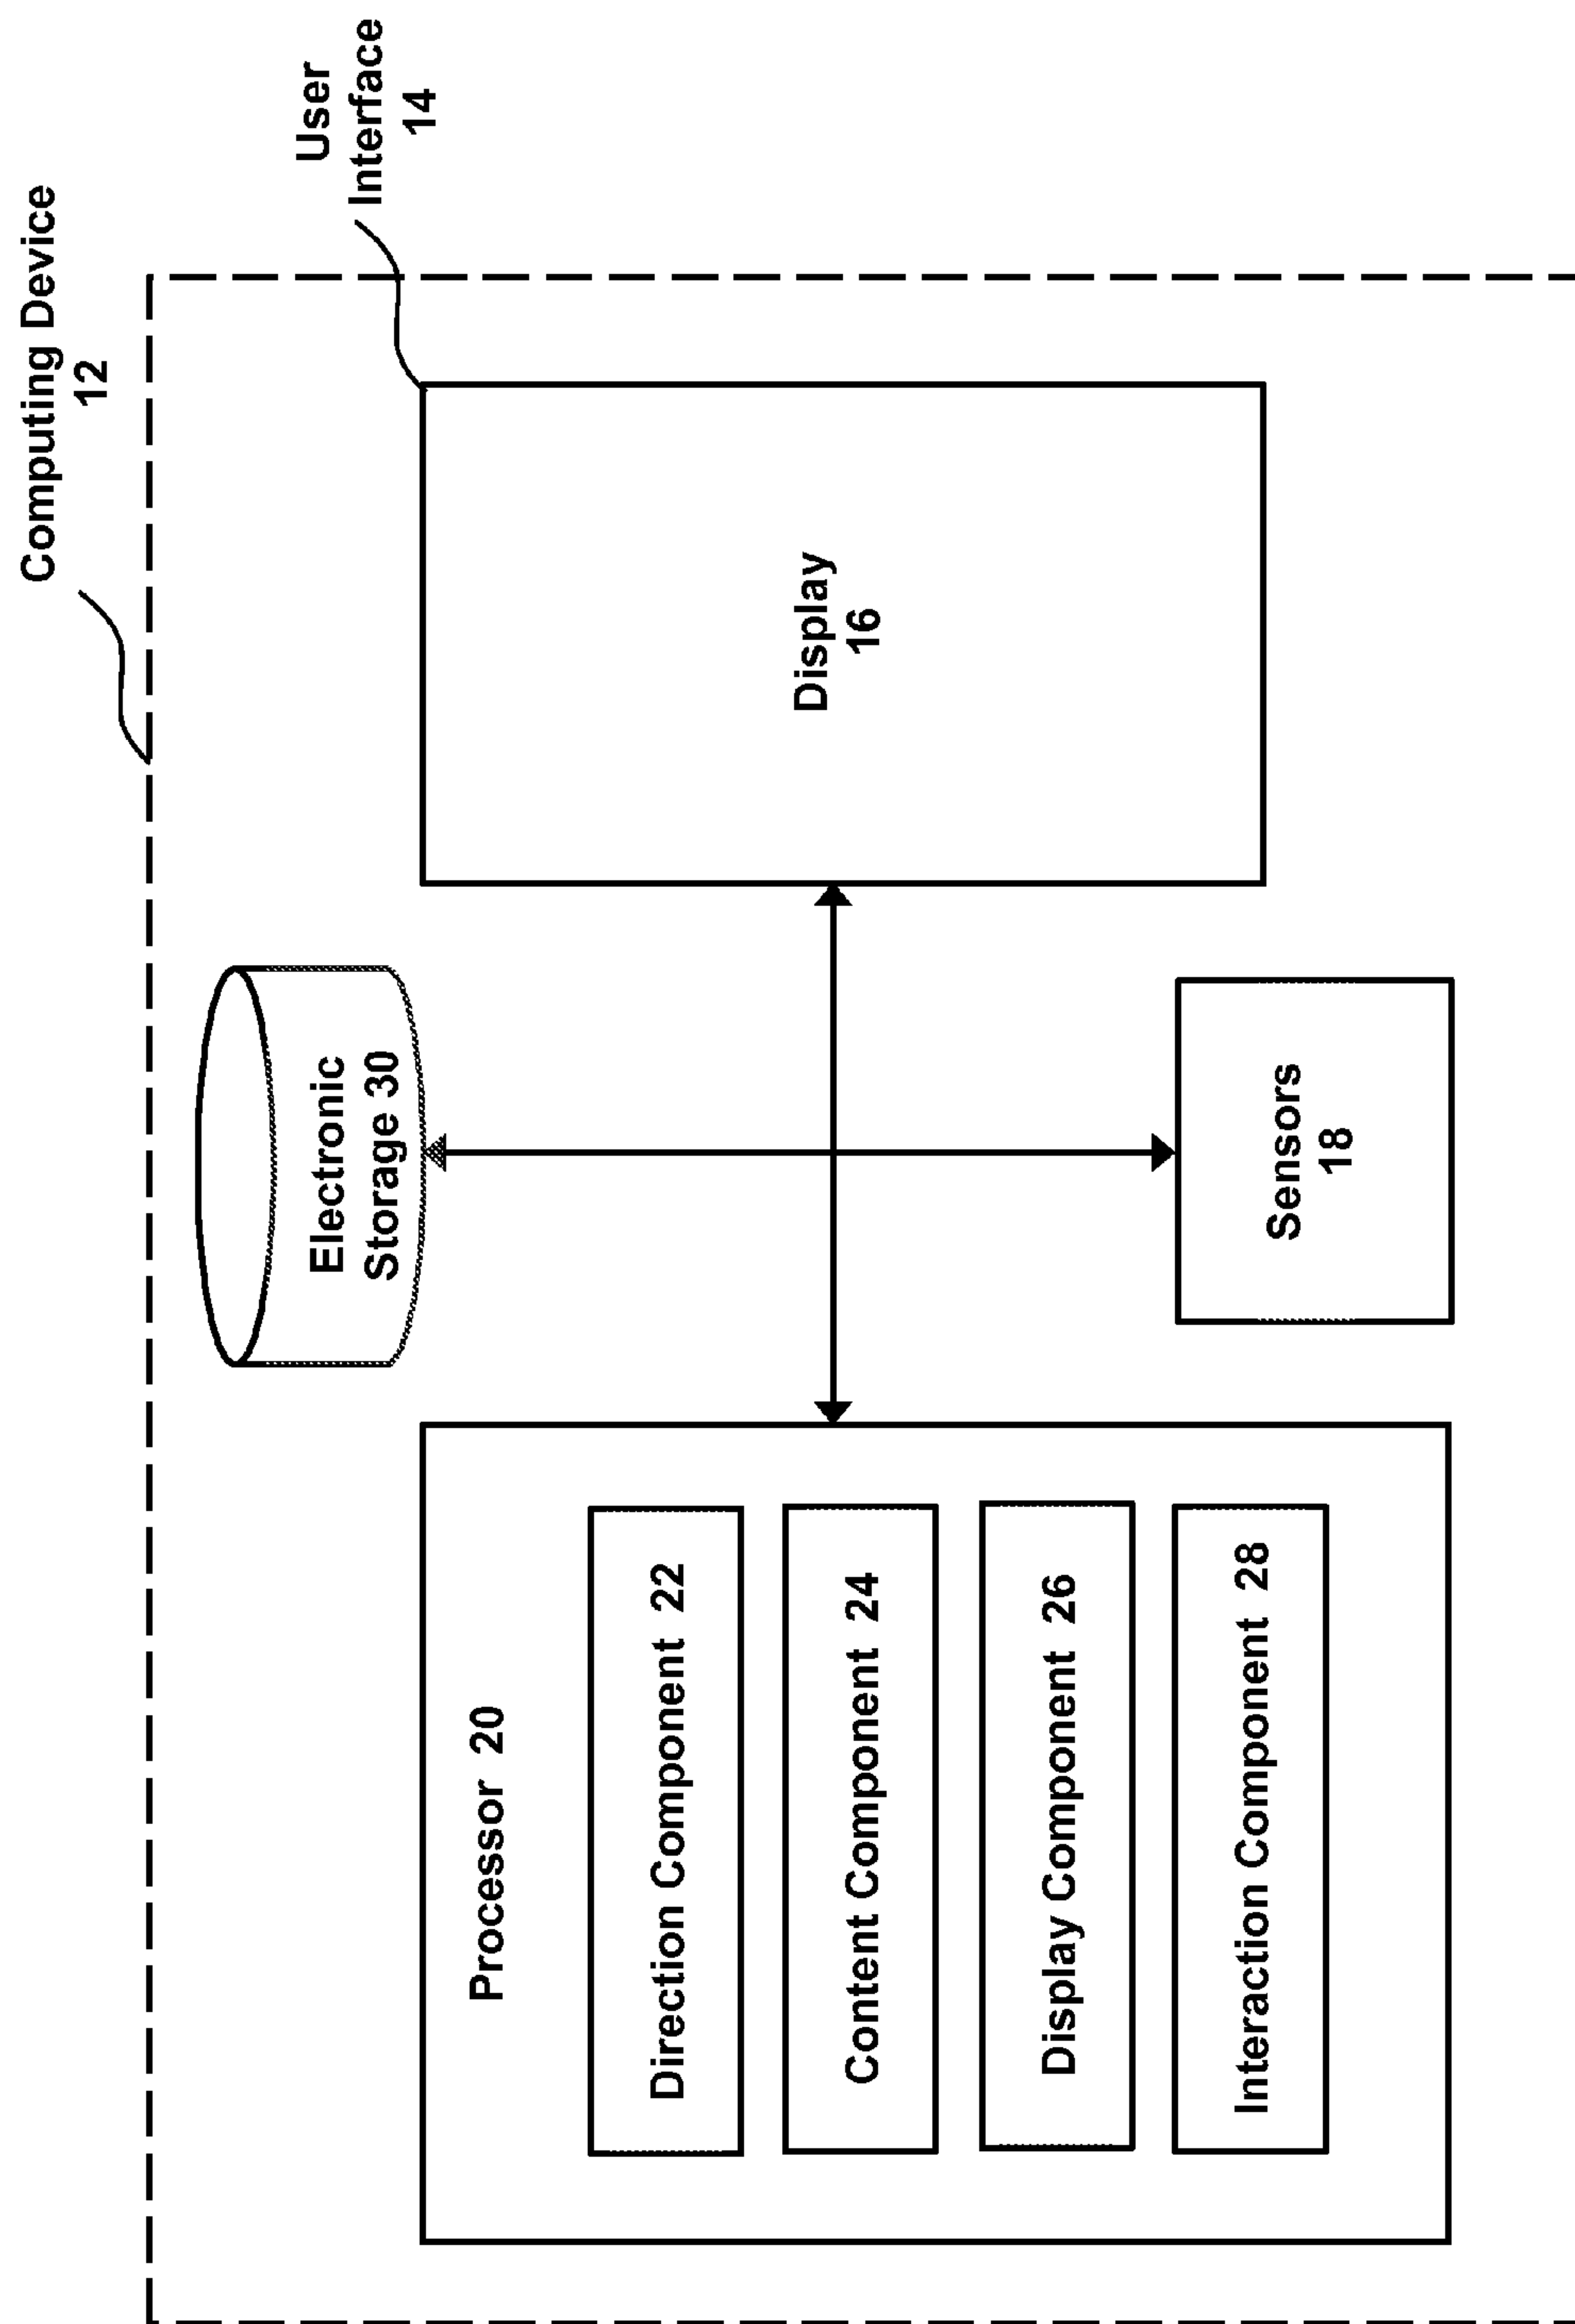 Computing Device
12
User
Interface
14
Electronic
Storage 30
Processor 20
Direction Component 22
Content Component 24
Display Component 26
Interaction Component 28
Display
16
Sensors
18